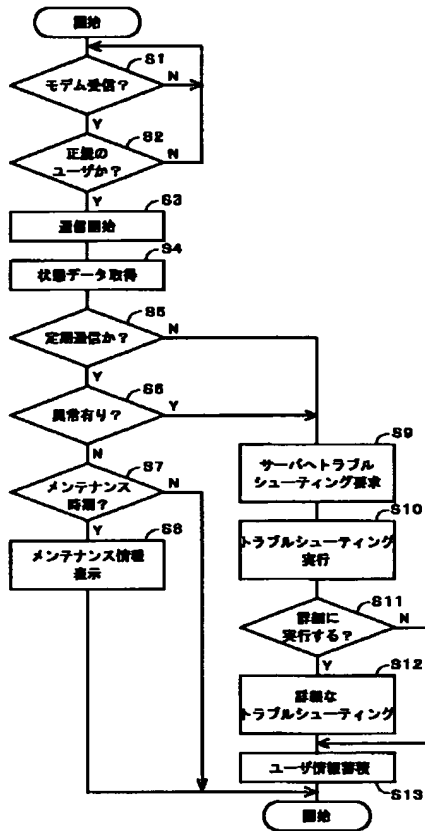 開始
S1
モデム受信?
N
Y
S2
正規の
ユーザか?
N
Y
S3
通信開始
S4
状態データ取得
S5
定期通信か?
N
Y
S6
異常有り?
Y
N
S7
メンテナンス
時期?
N
Y
S8
メンテナンス情報
表示
S9
サーバへトラブル
シューティング要求
S10
トラブルシューティング
実行
S11
詳細に
実行する?
N
Y
S12
詳細な
トラブルシューティング
ユーザ情報蓄積
S13
開始